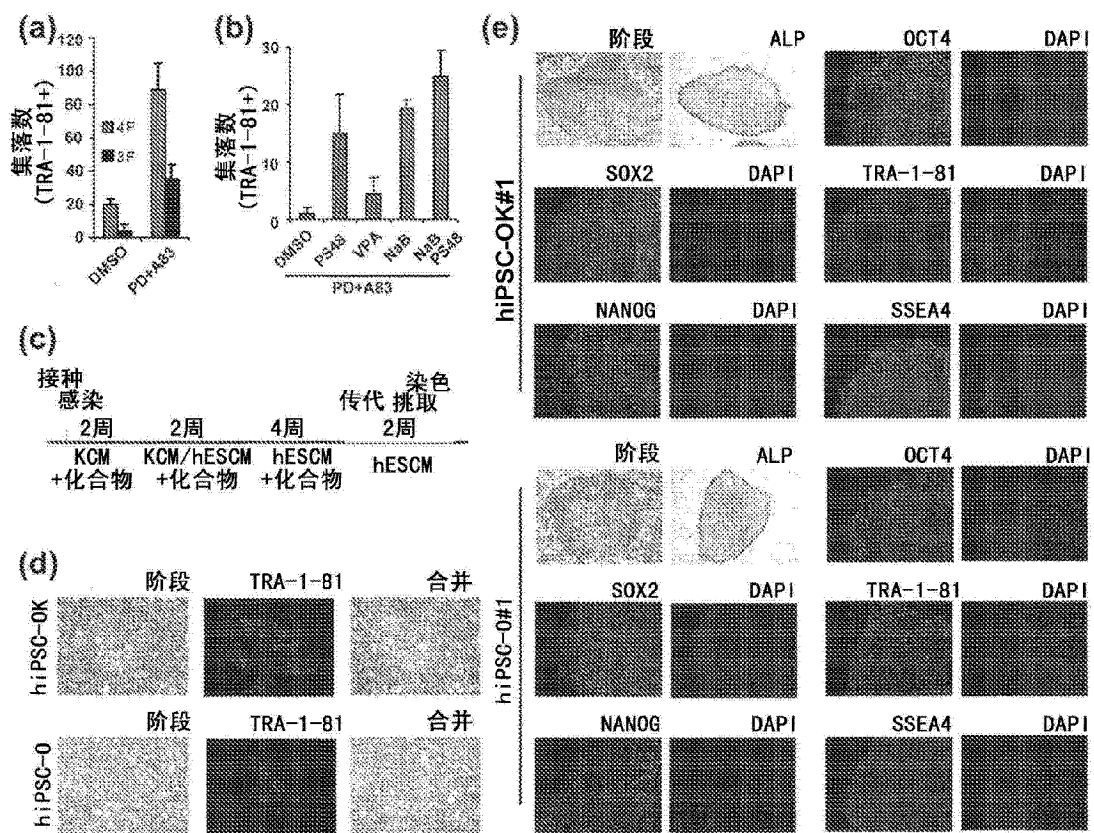 (a)
120
100
80
60
40
20
0
集落数
(TRA-1-81+)
4F
3F
DMSO
PD+A83
(b)
30
20
10
0
集落数
(TRA-1-81+)
DMSO
PS48
VPA
NaB
NaB
PS48
PD+A83
(c)
接种
感染
染色
传代 挑取
2周 2周 4周 2周
KCM
+化合物
KCM/hESCM
+化合物
hESCM
+化合物
hESCM
(d)
阶段 TRA-1-81 合并
hiPSC-OK
阶段 TRA-1-81 合并
hiPSC-O
(e)
hiPSC-OK#1
阶段 ALP OCT4 DAPI
SOX2 DAPI TRA-1-81 DAPI
NANOG DAPI SSEA4 DAPI
hiPSC-O#1
阶段 ALP OCT4 DAPI
SOX2 DAPI TRA-1-81 DAPI
NANOG DAPI SSEA4 DAPI